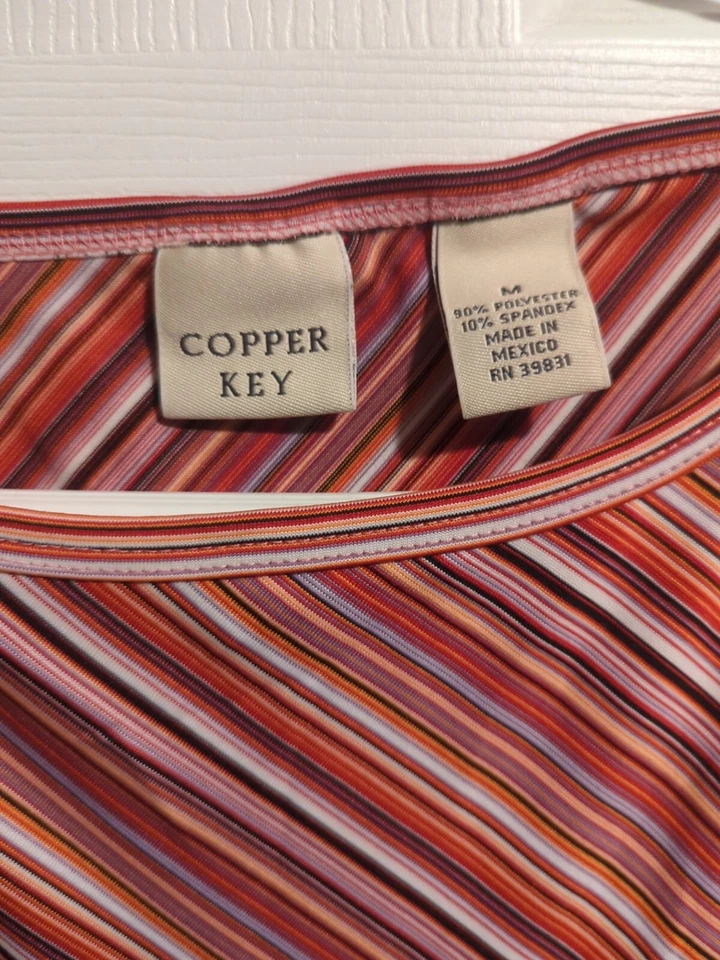 COPPER
KEY
M
90% POLYESTER
10% SPANDEX
MADE IN
MEXICO
RN 39831